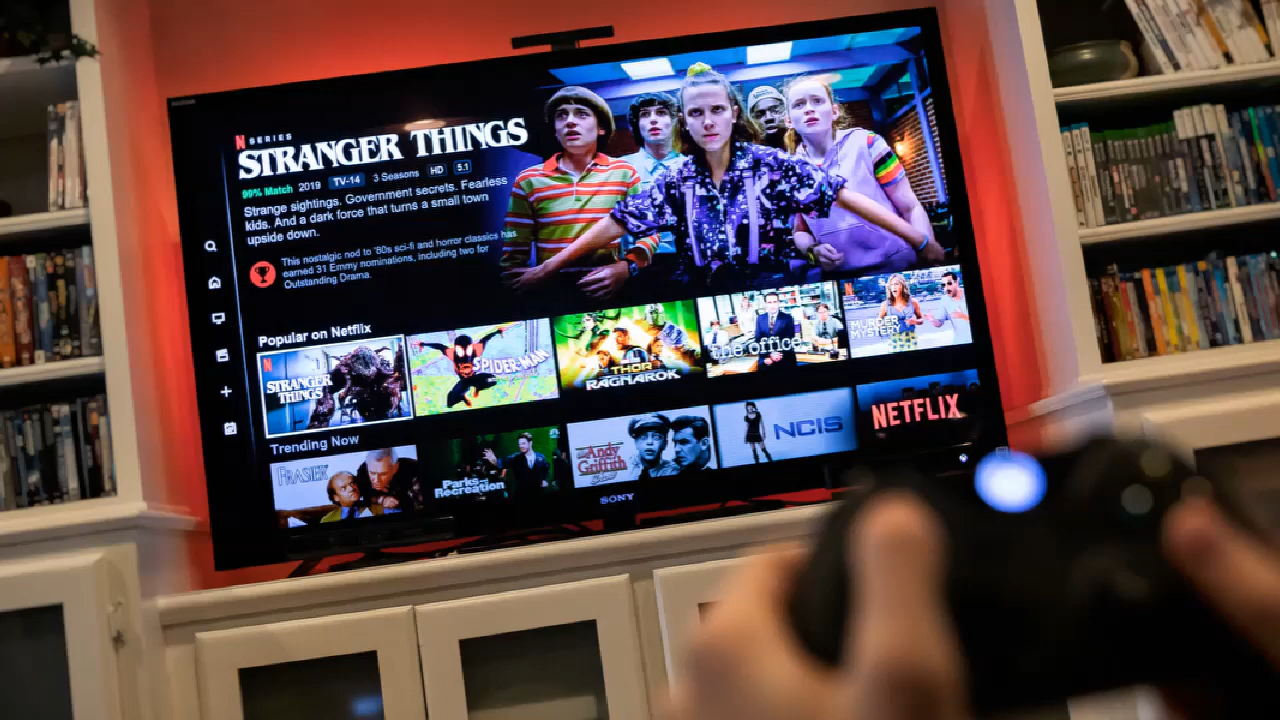 N SERIES
STRANGER THINGS
99% Match 2019 TV-14 3 Seasons HD 5.1
Strange sightings. Government secrets. Fearless
kids. And a dark force that turns a small town
upside down.
This nostalgic nod to '80s sci-fi and horror classics has
earned 31 Emmy nominations, including two for
Outstanding Drama.
Popular on Netflix
N
STRANGER
THINGS
SPIDER-MAN
THOR
RAGNAROK
the office
N
MURDER
MYSTERY
Trending Now
FRASIER
Parks and
Recreation
The Andy
Griffith
Show
NCIS
NETFLIX
SONY